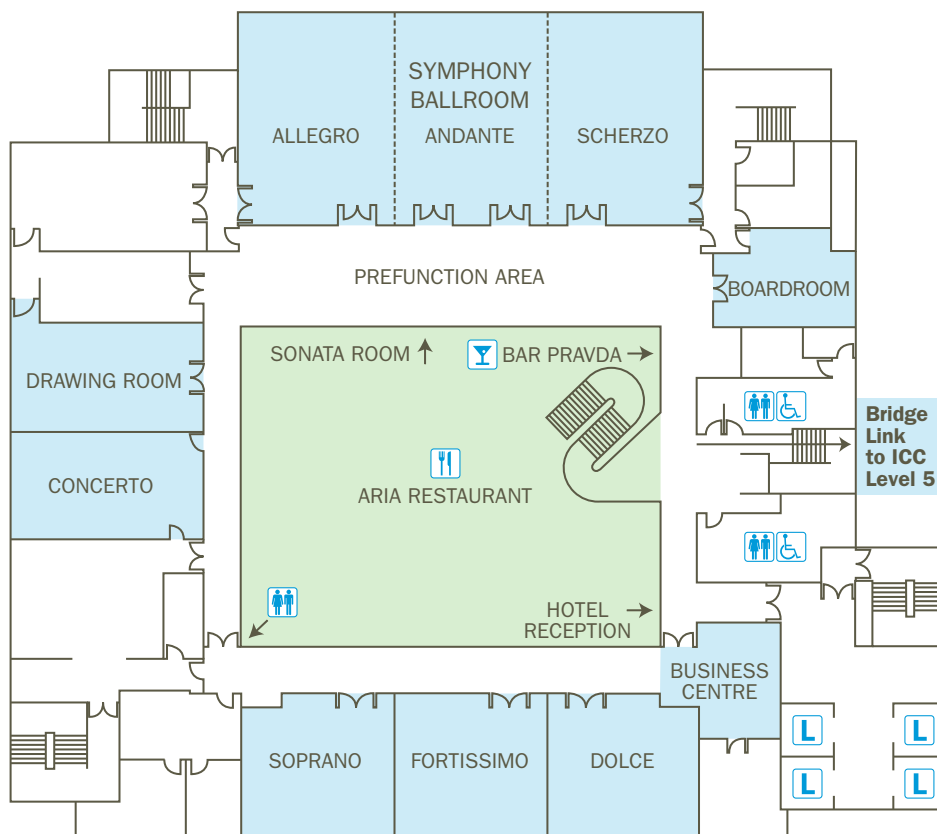 SYMPHONY
BALLROOM
ALLEGRO
ANDANTE
SCHERZO
PREFUNCTION AREA
BOARDROOM
SONATA ROOM
BAR PRAVDA
DRAWING ROOM
Bridge
Link
to ICC
Level 5
CONCERTO
ARIA RESTAURANT
HOTEL
RECEPTION
BUSINESS
CENTRE
SOPRANO
FORTISSIMO
DOLCE
L
L
L
L